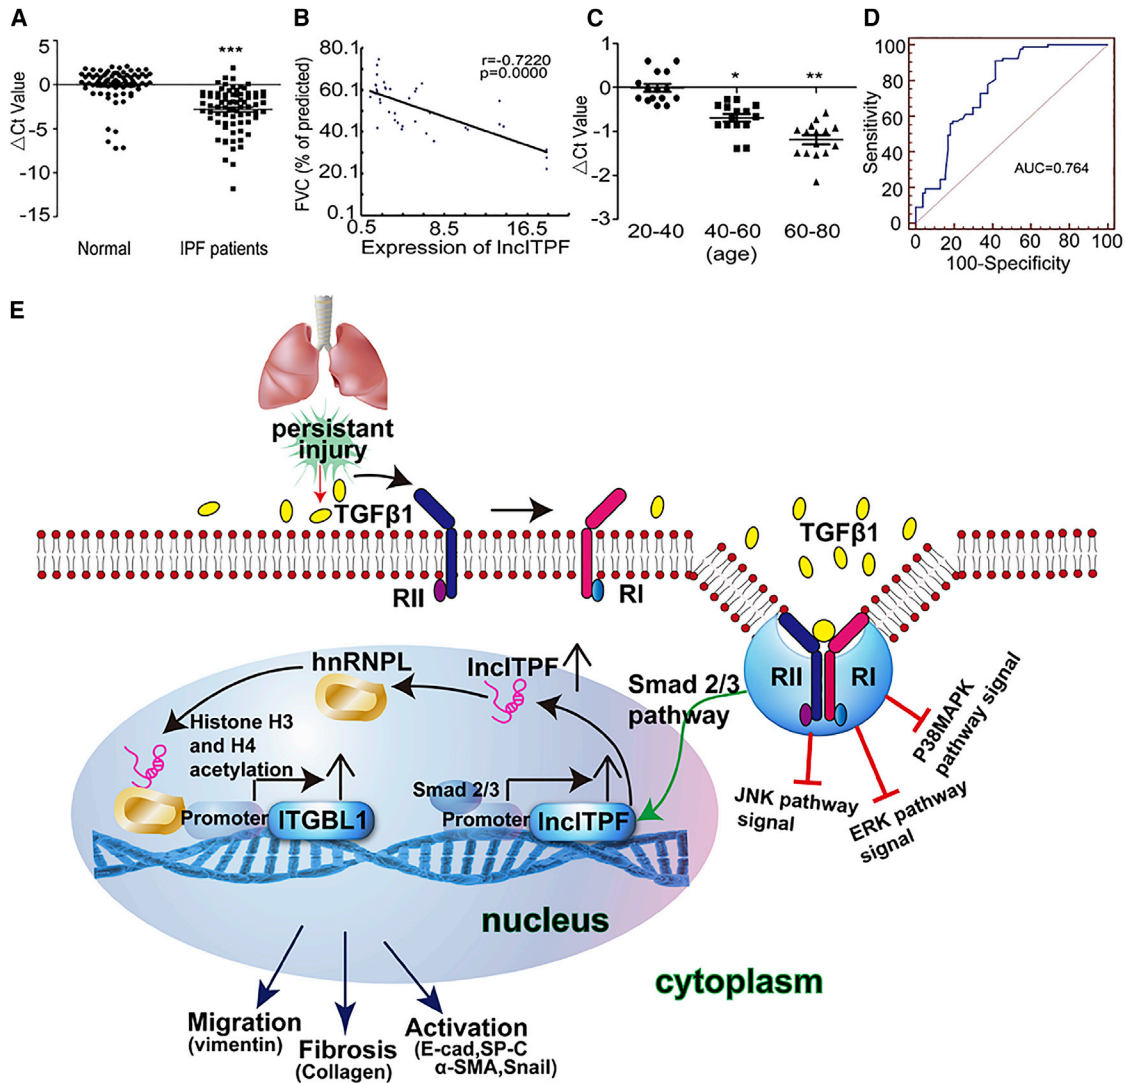 A
5
0
-5
-10
-15
△Ct Value
***
Normal
IPF patients
B
80.1
60.1
40.1
20.1
0.1
FVC (% of predicted)
r=-0.7220
p=0.0000
0.5
8.5
16.5
Expression of lncITPF
C
1
0
-1
-2
-3
△Ct Value
*
**
20-40
40-60
60-80
(age)
D
100
80
60
40
20
0
Sensitivity
AUC=0.764
0
20
40
60
80
100
100-Specificity
E
persistant
injury
TGFβ1
RII
RI
TGFβ1
RII
RI
Smad 2/3
pathway
P38MAPK
pathway signal
ERK pathway
signal
JNK pathway
signal
hnRNPL
lncITPF
Histone H3
and H4
acetylation
Promoter
ITGBL1
Smad 2/3
Promoter
lncITPF
nucleus
cytoplasm
Migration
(vimentin)
Fibrosis
(Collagen)
Activation
(E-cad,SP-C
α-SMA,Snail)